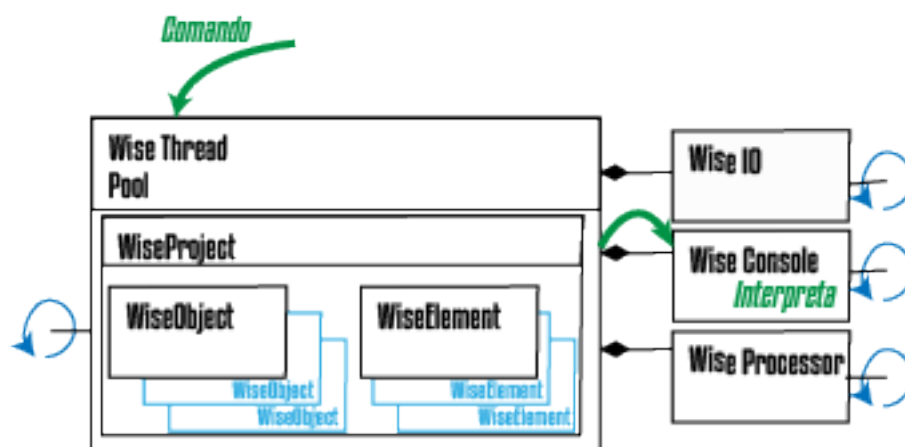 Comando
Wise Thread
Pool
Wise IO
WiseProject
Wise Console
Interpreta
WiseObject
WiseElement
Wise Processor
WiseObject
WiseElement
WiseObject
WiseElement